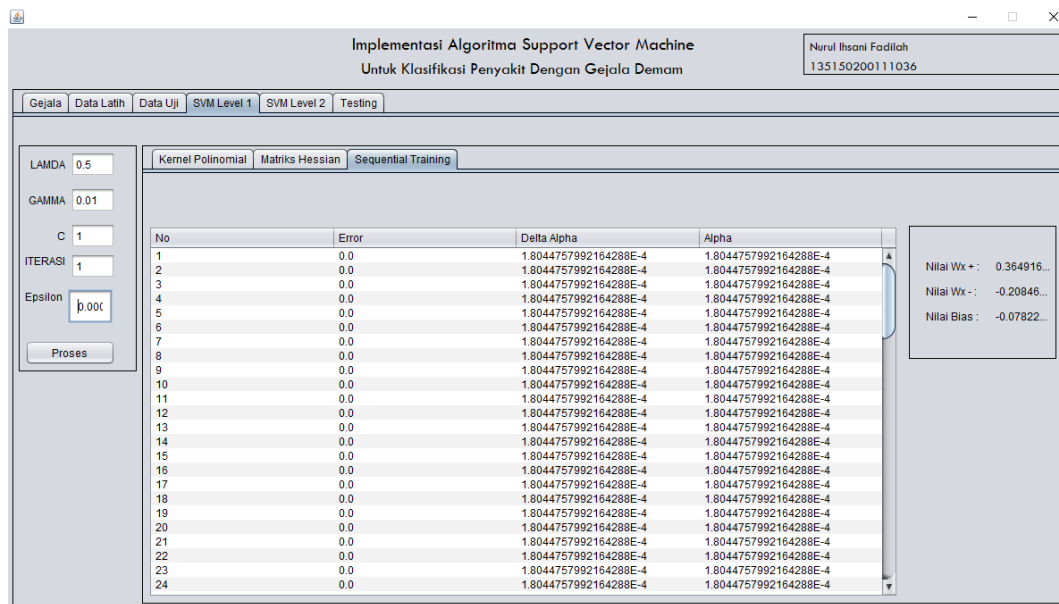 Implementasi Algoritma Support Vector Machine
Untuk Klasifikasi Penyakit Dengan Gejala Demam
Nurul Ihsani Fadilah
135150200111036
Gejala Data Latih Data Uji SVM Level 1 SVM Level 2 Testing
LAMDA 0.5
GAMMA 0.01
C 1
ITERASI 1
Epsilon 0.000
Proses
Kernel Polinomial Matriks Hessian Sequential Training
No Error Delta Alpha Alpha
1 0.0 1.8044757992164288E-4 1.8044757992164288E-4
2 0.0 1.8044757992164288E-4 1.8044757992164288E-4
3 0.0 1.8044757992164288E-4 1.8044757992164288E-4
4 0.0 1.8044757992164288E-4 1.8044757992164288E-4
5 0.0 1.8044757992164288E-4 1.8044757992164288E-4
6 0.0 1.8044757992164288E-4 1.8044757992164288E-4
7 0.0 1.8044757992164288E-4 1.8044757992164288E-4
8 0.0 1.8044757992164288E-4 1.8044757992164288E-4
9 0.0 1.8044757992164288E-4 1.8044757992164288E-4
10 0.0 1.8044757992164288E-4 1.8044757992164288E-4
11 0.0 1.8044757992164288E-4 1.8044757992164288E-4
12 0.0 1.8044757992164288E-4 1.8044757992164288E-4
13 0.0 1.8044757992164288E-4 1.8044757992164288E-4
14 0.0 1.8044757992164288E-4 1.8044757992164288E-4
15 0.0 1.8044757992164288E-4 1.8044757992164288E-4
16 0.0 1.8044757992164288E-4 1.8044757992164288E-4
17 0.0 1.8044757992164288E-4 1.8044757992164288E-4
18 0.0 1.8044757992164288E-4 1.8044757992164288E-4
19 0.0 1.8044757992164288E-4 1.8044757992164288E-4
20 0.0 1.8044757992164288E-4 1.8044757992164288E-4
21 0.0 1.8044757992164288E-4 1.8044757992164288E-4
22 0.0 1.8044757992164288E-4 1.8044757992164288E-4
23 0.0 1.8044757992164288E-4 1.8044757992164288E-4
24 0.0 1.8044757992164288E-4 1.8044757992164288E-4
Nilai Wx + : 0.364916...
Nilai Wx - : -0.20846...
Nilai Bias : -0.07822...